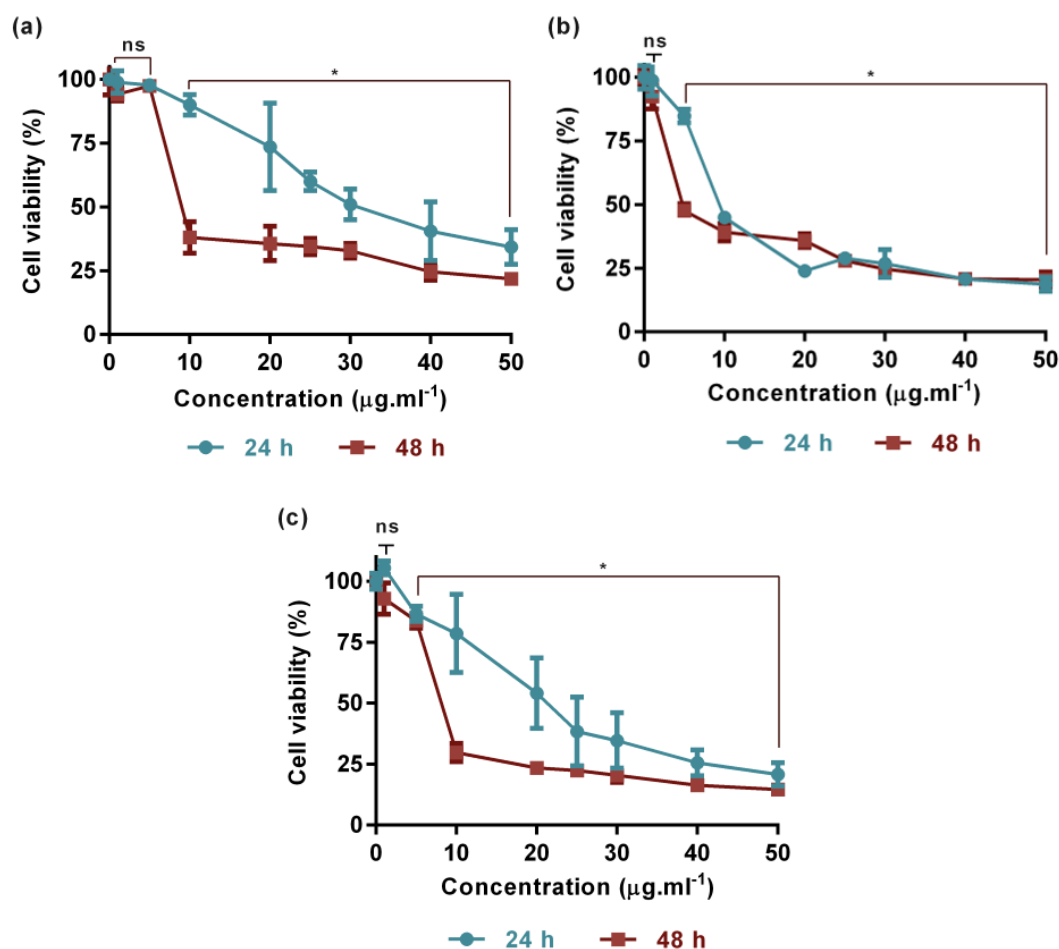 (a)
ns
*
100
75
50
25
0
Cell viability (%)
0 10 20 30 40 50
Concentration (μg.ml⁻¹)
24 h 48 h
(b)
ns
*
100
75
50
25
0
Cell viability (%)
0 10 20 30 40 50
Concentration (μg.ml⁻¹)
24 h 48 h
(c)
ns
*
100
75
50
25
0
Cell viability (%)
0 10 20 30 40 50
Concentration (μg.ml⁻¹)
24 h 48 h